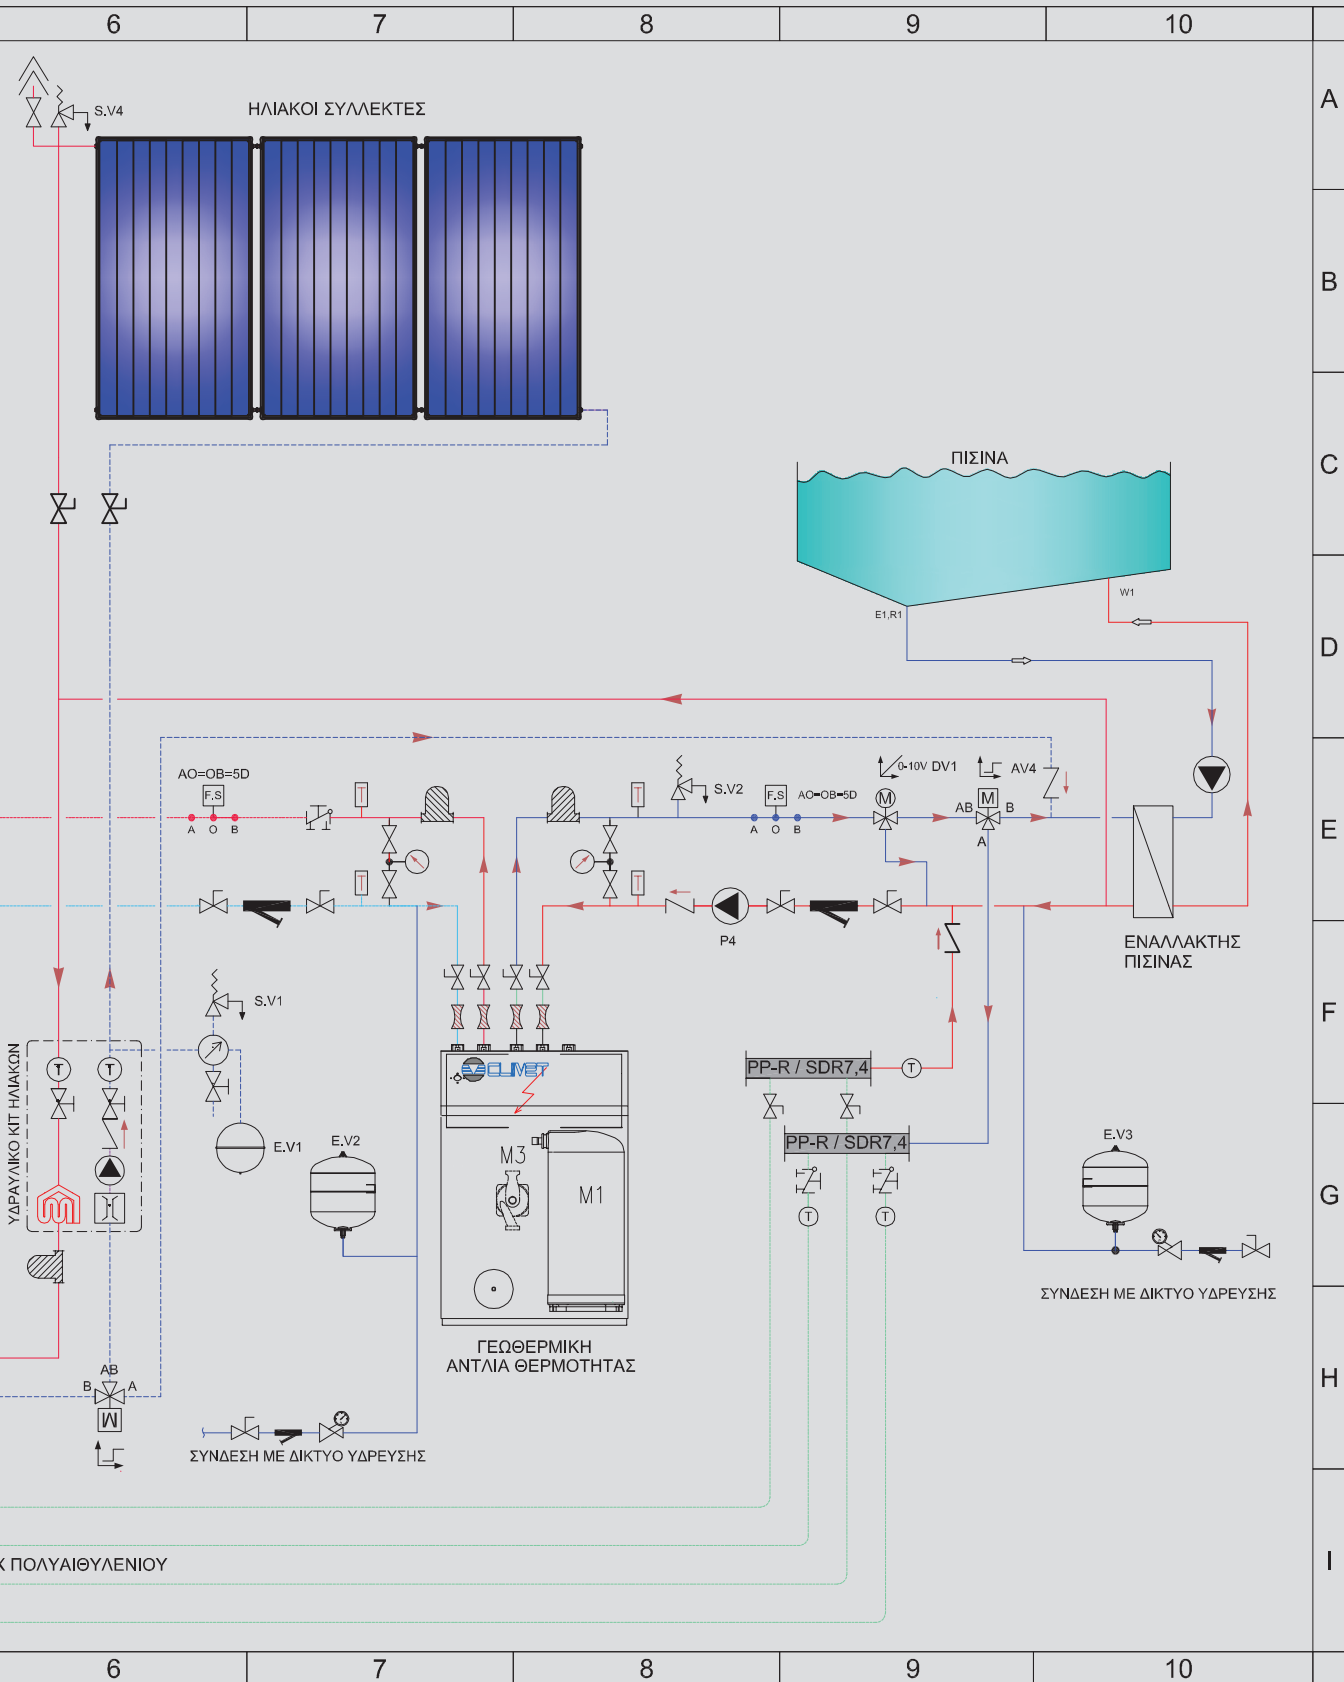 6 7 8 9 10
A
S.V4
ΗΛΙΑΚΟΙ ΣΥΛΛΕΚΤΕΣ
B
C
ΠΙΣΙΝΑ
E1,R1
W1
D
AO=OB=5D
F.S
A O B
T
S.V2
F.S
AO=OB=5D
A O B
0-10V DV1
M
AV4
M
AB B
A
E
T
T
P4
ΕΝΑΛΛΑΚΤΗΣ
ΠΙΣΙΝΑΣ
S.V1
F
ΥΔΡΑΥΛΙΚΟ ΚΙΤ ΗΛΙΑΚΩΝ
T T
CLIVET
PP-R / SDR7,4
T
E.V1
E.V2
M3
M1
PP-R / SDR7,4
E.V3
G
T T
ΣΥΝΔΕΣΗ ΜΕ ΔΙΚΤΥΟ ΥΔΡΕΥΣΗΣ
ΓΕΩΘΕΡΜΙΚΗ
ΑΝΤΛΙΑ ΘΕΡΜΟΤΗΤΑΣ
AB
B A
M
H
ΣΥΝΔΕΣΗ ΜΕ ΔΙΚΤΥΟ ΥΔΡΕΥΣΗΣ
Κ ΠΟΛΥΑΙΘΥΛΕΝΙΟΥ
I
6 7 8 9 10